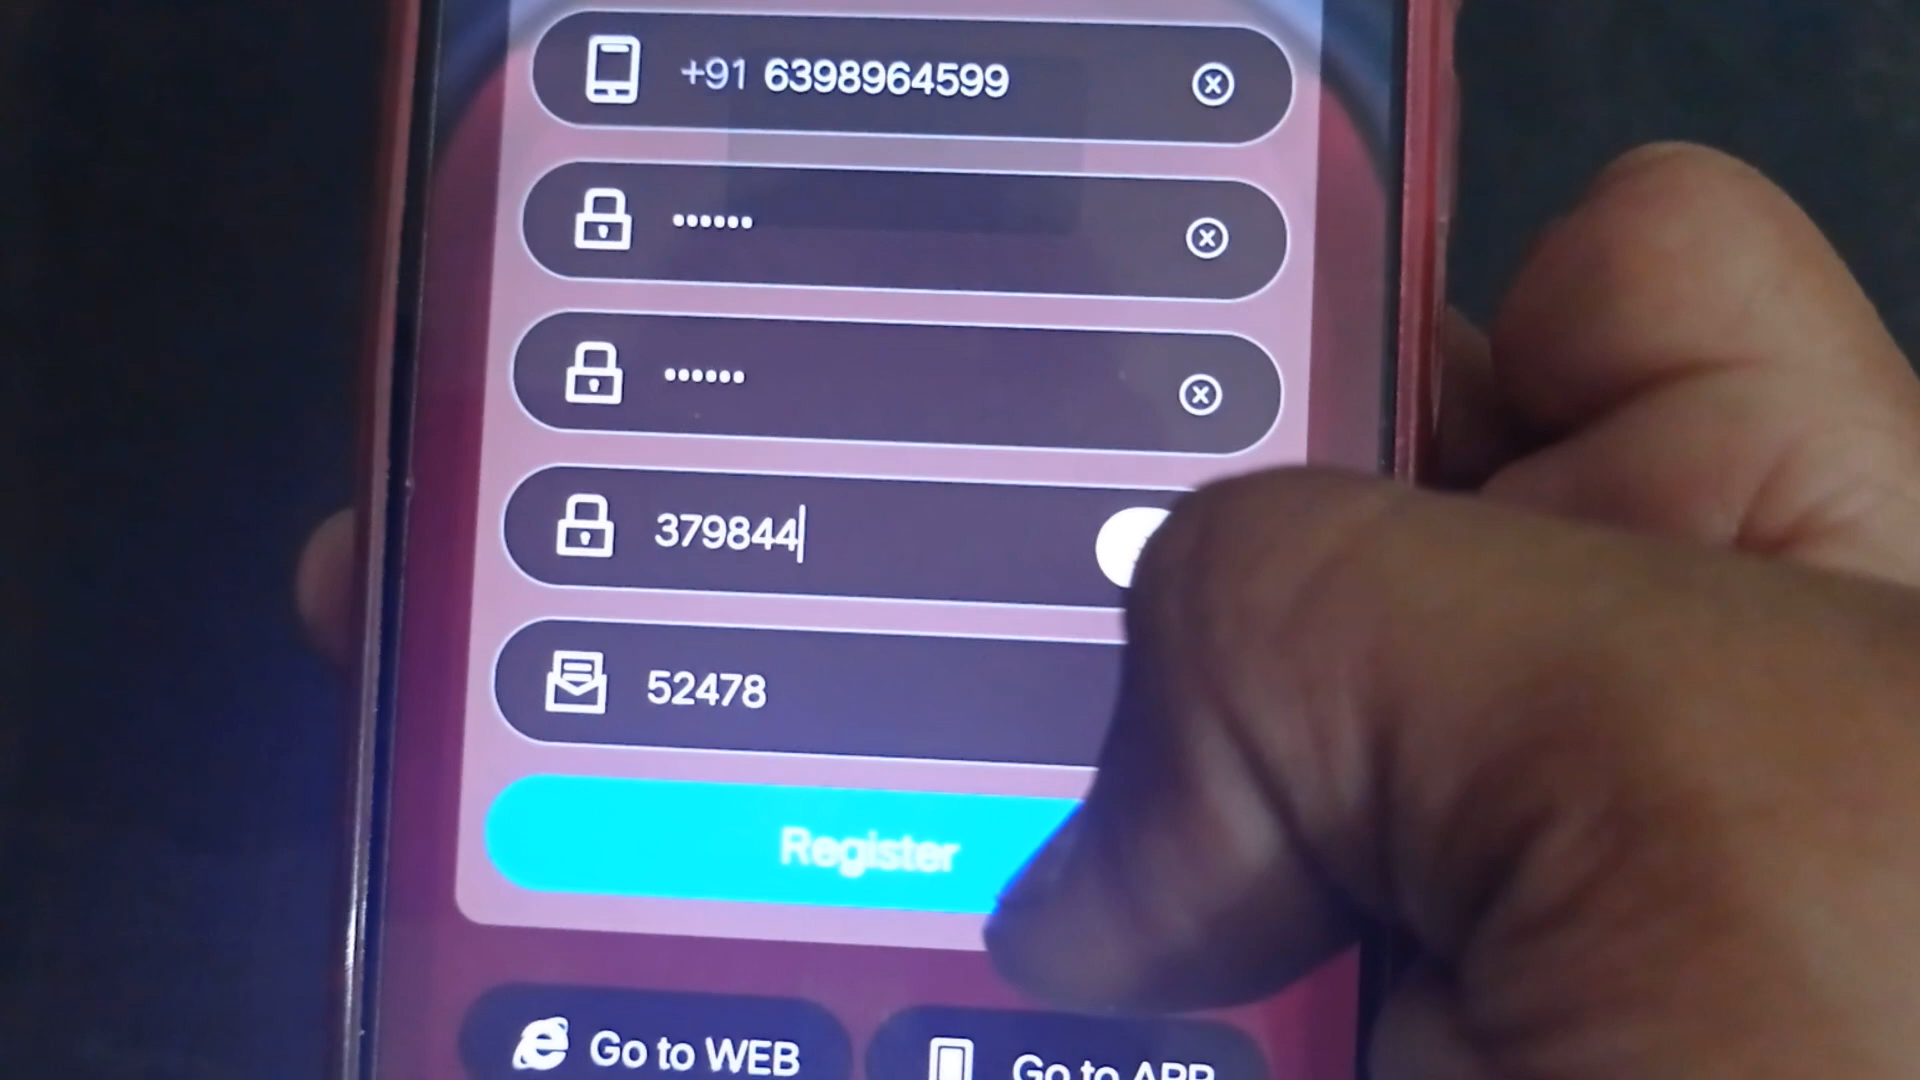 +91 6398964599
••••••
••••••
379844
52478
Register
Go to WEB
Go to APP